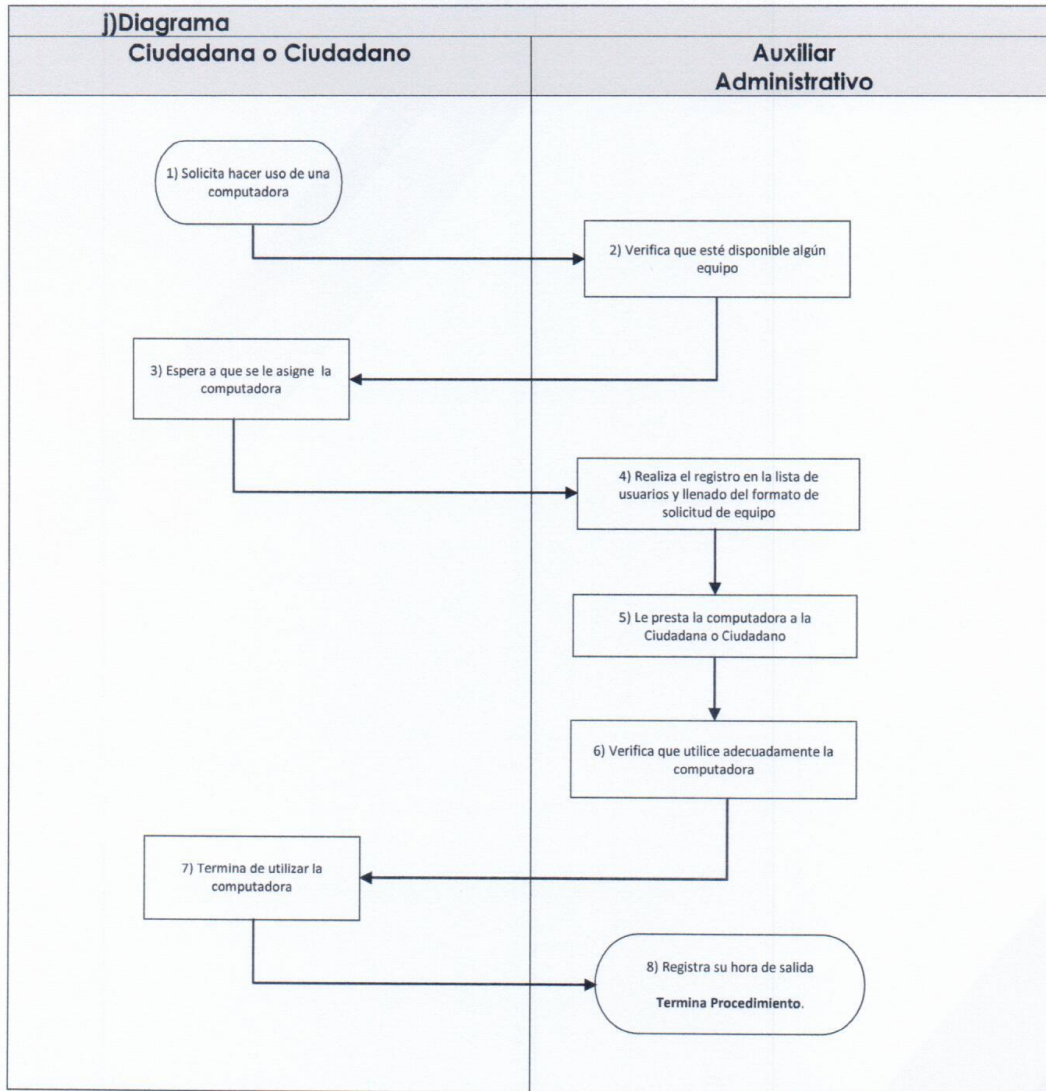 j)Diagrama
Ciudadana o Ciudadano
Auxiliar
Administrativo
1) Solicita hacer uso de una
computadora
2) Verifica que esté disponible algún
equipo
3) Espera a que se le asigne la
computadora
4) Realiza el registro en la lista de
usuarios y llenado del formato de
solicitud de equipo
5) Le presta la computadora a la
Ciudadana o Ciudadano
6) Verifica que utilice adecuadamente la
computadora
7) Termina de utilizar la
computadora
8) Registra su hora de salida
Termina Procedimiento.